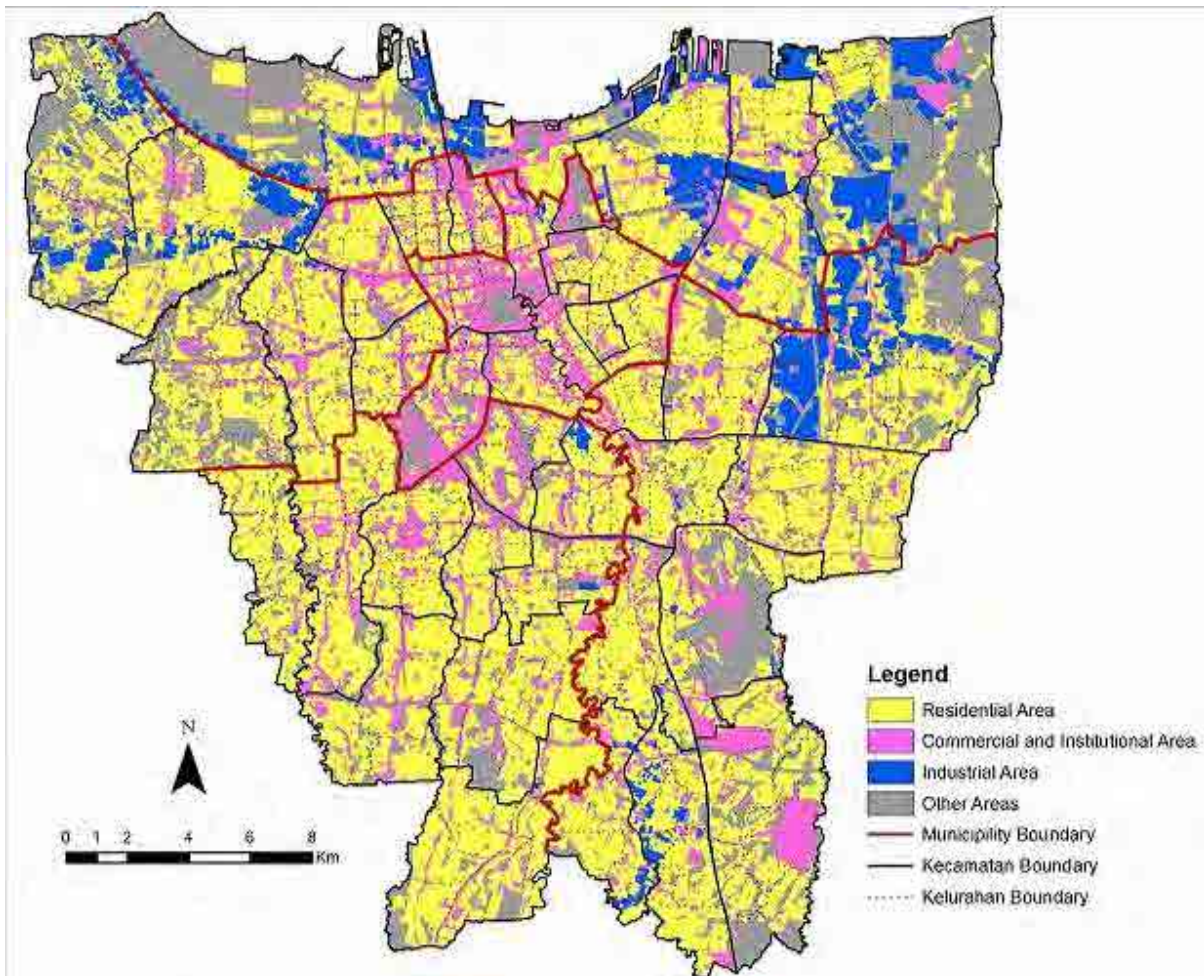 N
0 1 2 4 6 8
Km
Legend
Residential Area
Commercial and Institutional Area
Industrial Area
Other Areas
Municipility Boundary
Kecamatan Boundary
Kelurahan Boundary